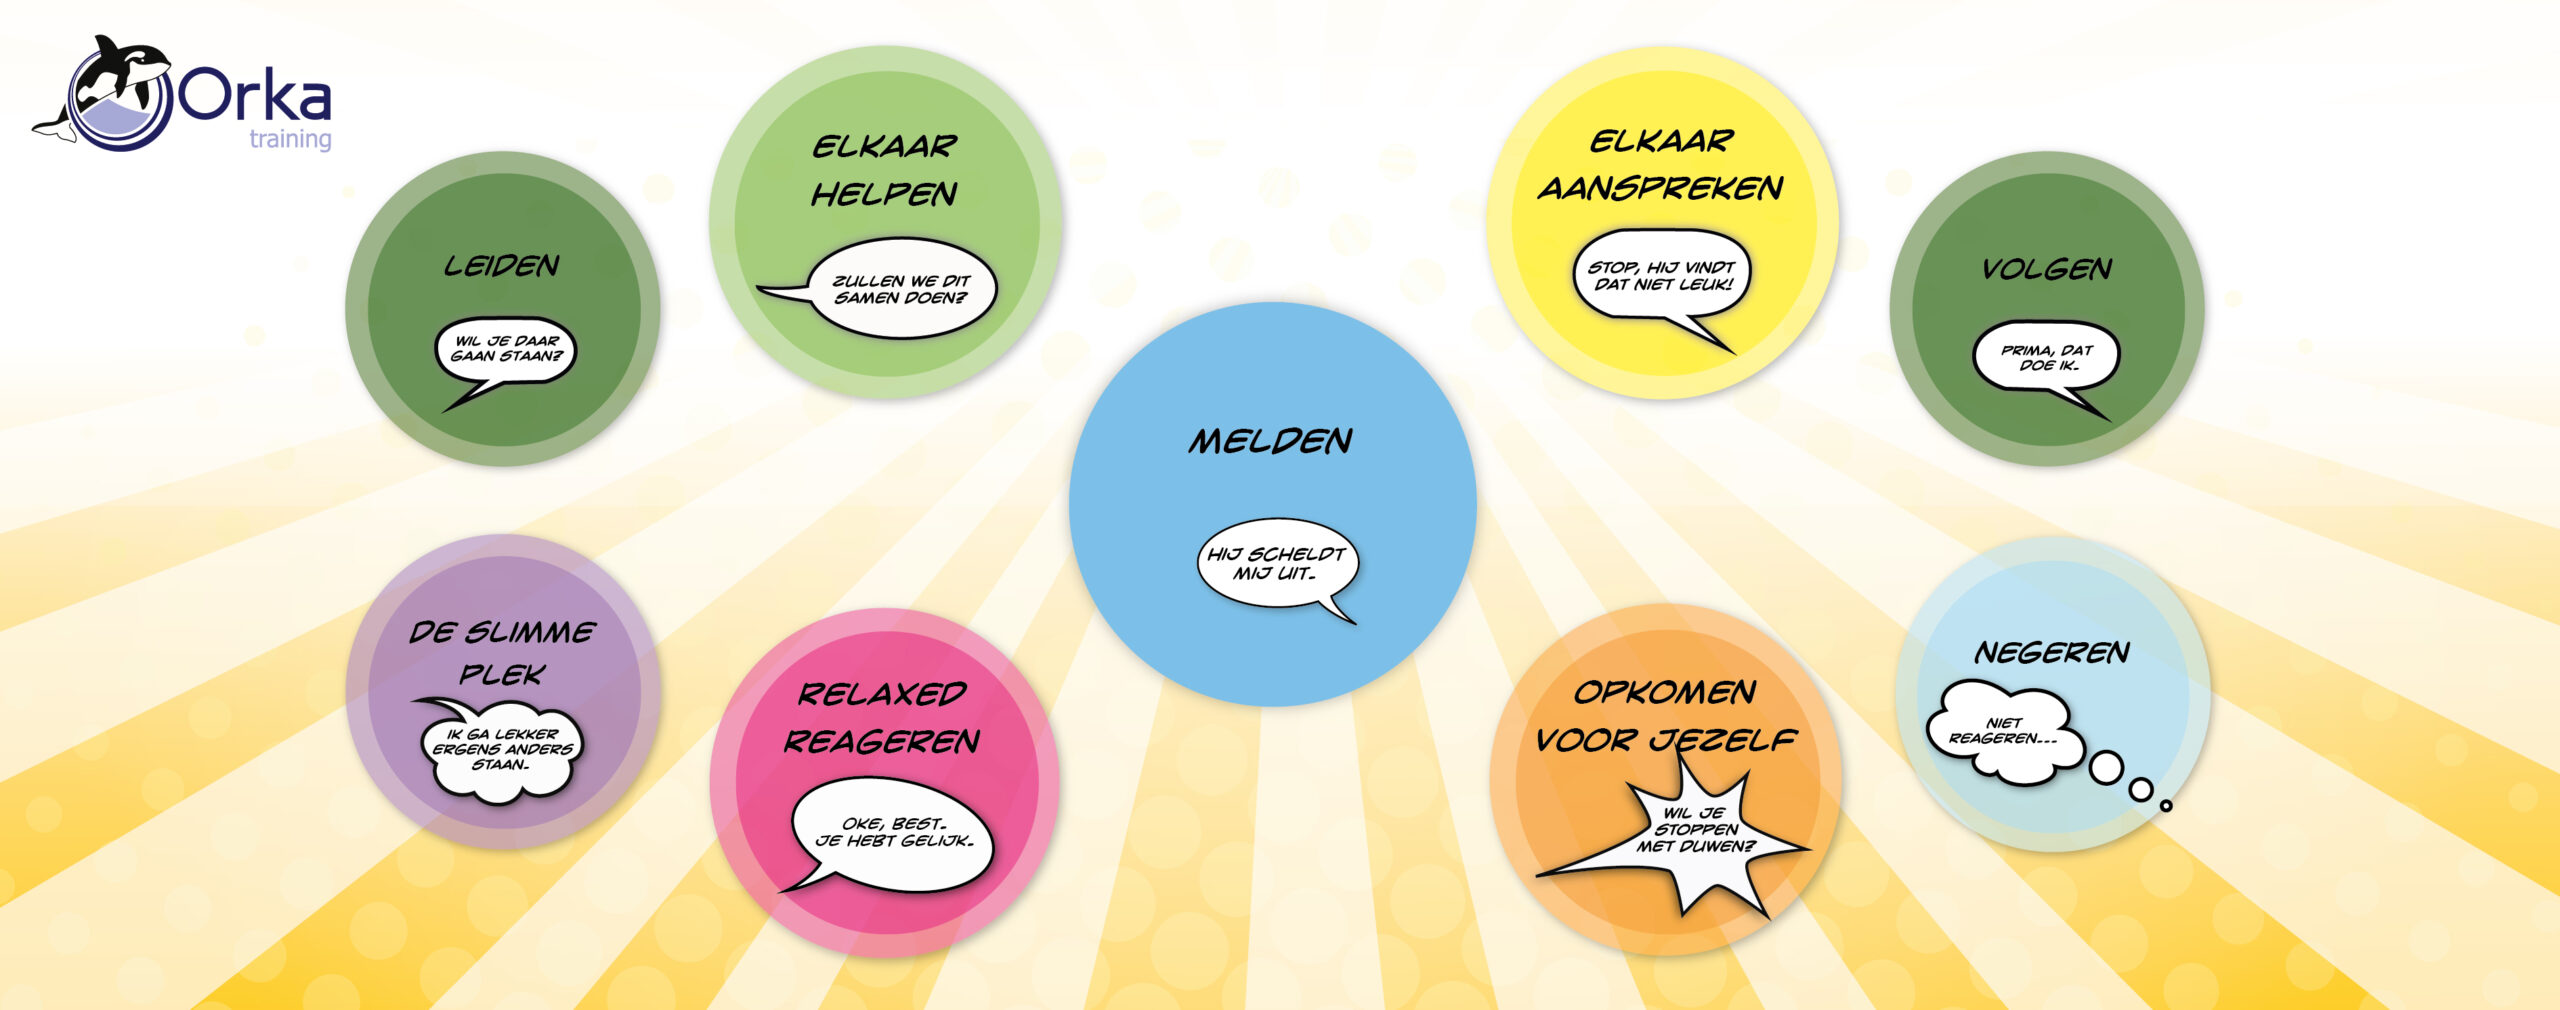 Orka
training
LEIDEN
WIL JE DAAR
GAAN STAAN?
ELKAAR
HELPEN
ZULLEN WE DIT
SAMEN DOEN?
MELDEN
HIJ SCHELDT
MIJ UIT.
ELKAAR
AANSPREKEN
STOP, HIJ VINDT
DAT NIET LEUK!
VOLGEN
PRIMA, DAT
DOE IK.
DE SLIMME
PLEK
IK GA LEKKER
ERGENS ANDERS
STAAN.
RELAXED
REAGEREN
OKE, BEST.
JE HEBT GELIJK.
OPKOMEN
VOOR JEZELF
WIL JE
STOPPEN
MET DUWEN?
NEGEREN
NIET
REAGEREN...